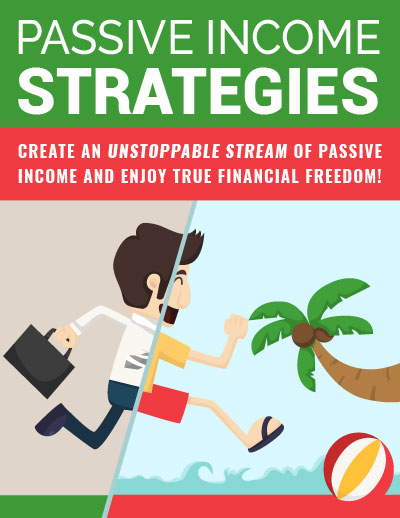 PASSIVE INCOME
STRATEGIES
CREATE AN UNSTOPPABLE STREAM OF PASSIVE
INCOME AND ENJOY TRUE FINANCIAL FREEDOM!